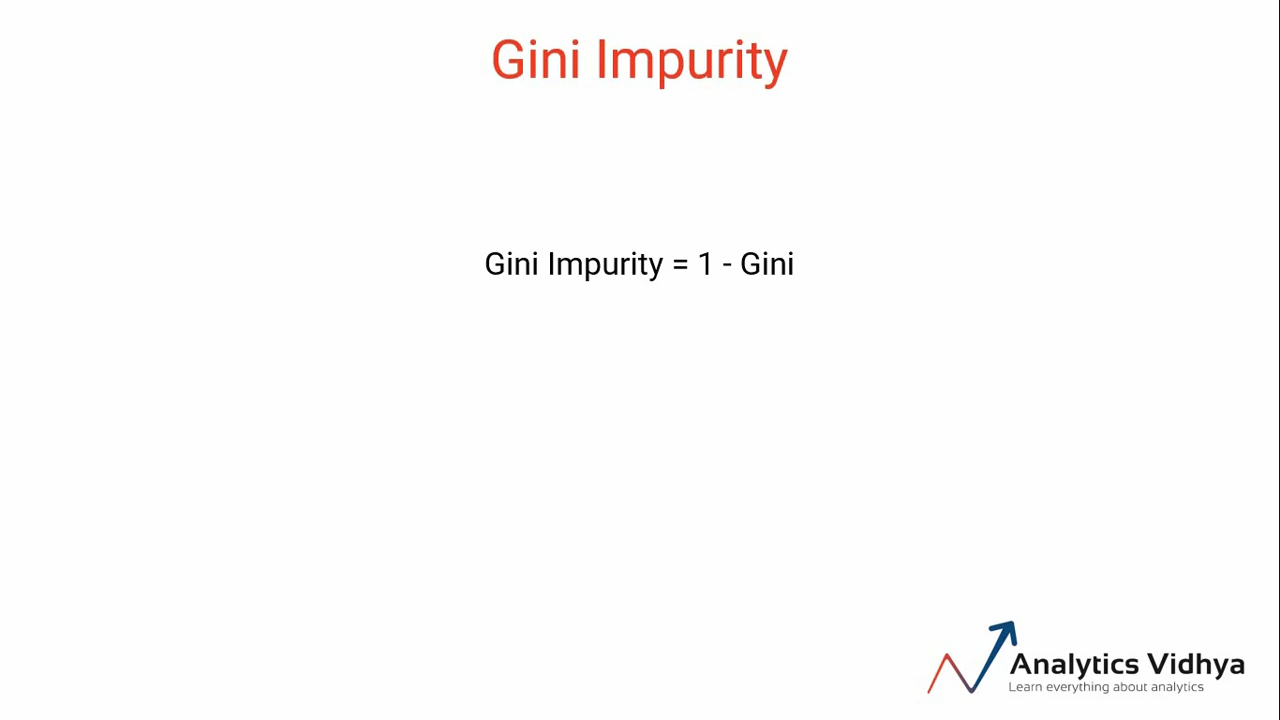 Gini Impurity
Gini Impurity = 1 - Gini
Analytics Vidhya
Learn everything about analytics